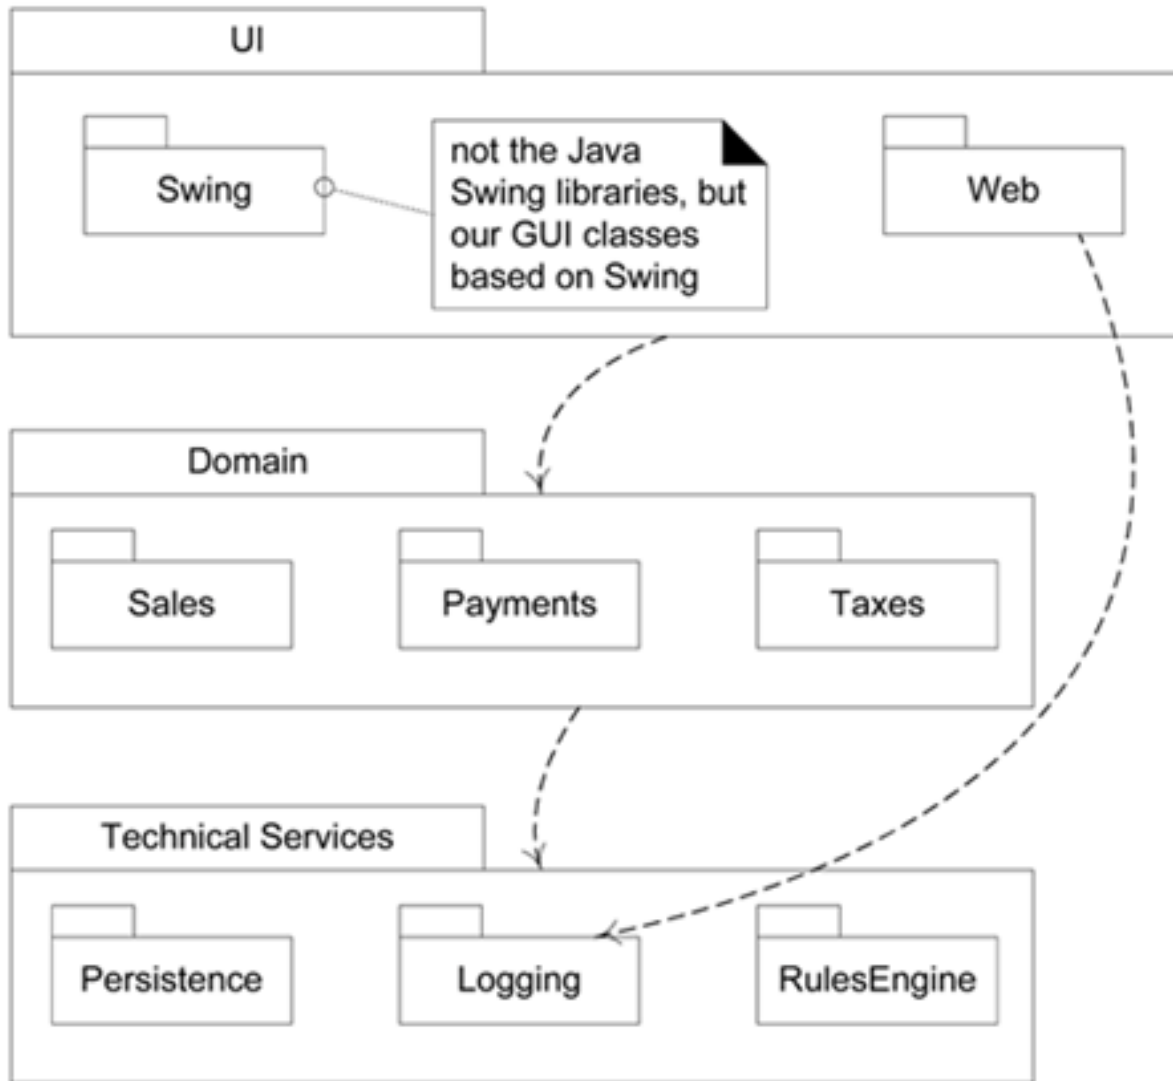 UI
Swing
not the Java
Swing libraries, but
our GUI classes
based on Swing
Web
Domain
Sales
Payments
Taxes
Technical Services
Persistence
Logging
RulesEngine